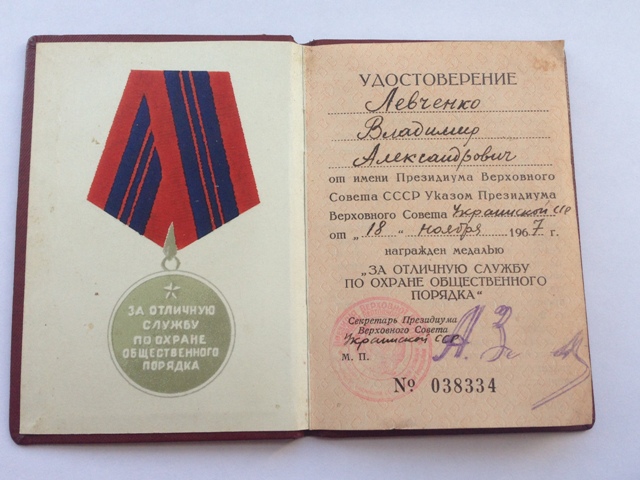 ЗА ОТЛИЧНУЮ
СЛУЖБУ
ПО ОХРАНЕ
ОБЩЕСТВЕННОГО
ПОРЯДКА
УДОСТОВЕРЕНИЕ
Левченко
Владимир
Александрович
от имени Президиума Верховного
Совета СССР Указом Президиума
Верховного Совета Украинской ССР
от „18" ноября 1967 г.
награжден медалью
„ЗА ОТЛИЧНУЮ СЛУЖБУ
ПО ОХРАНЕ ОБЩЕСТВЕННОГО
ПОРЯДКА"
Секретарь Президиума
Верховного Совета
Украинской ССР
М. П.
№ 038334